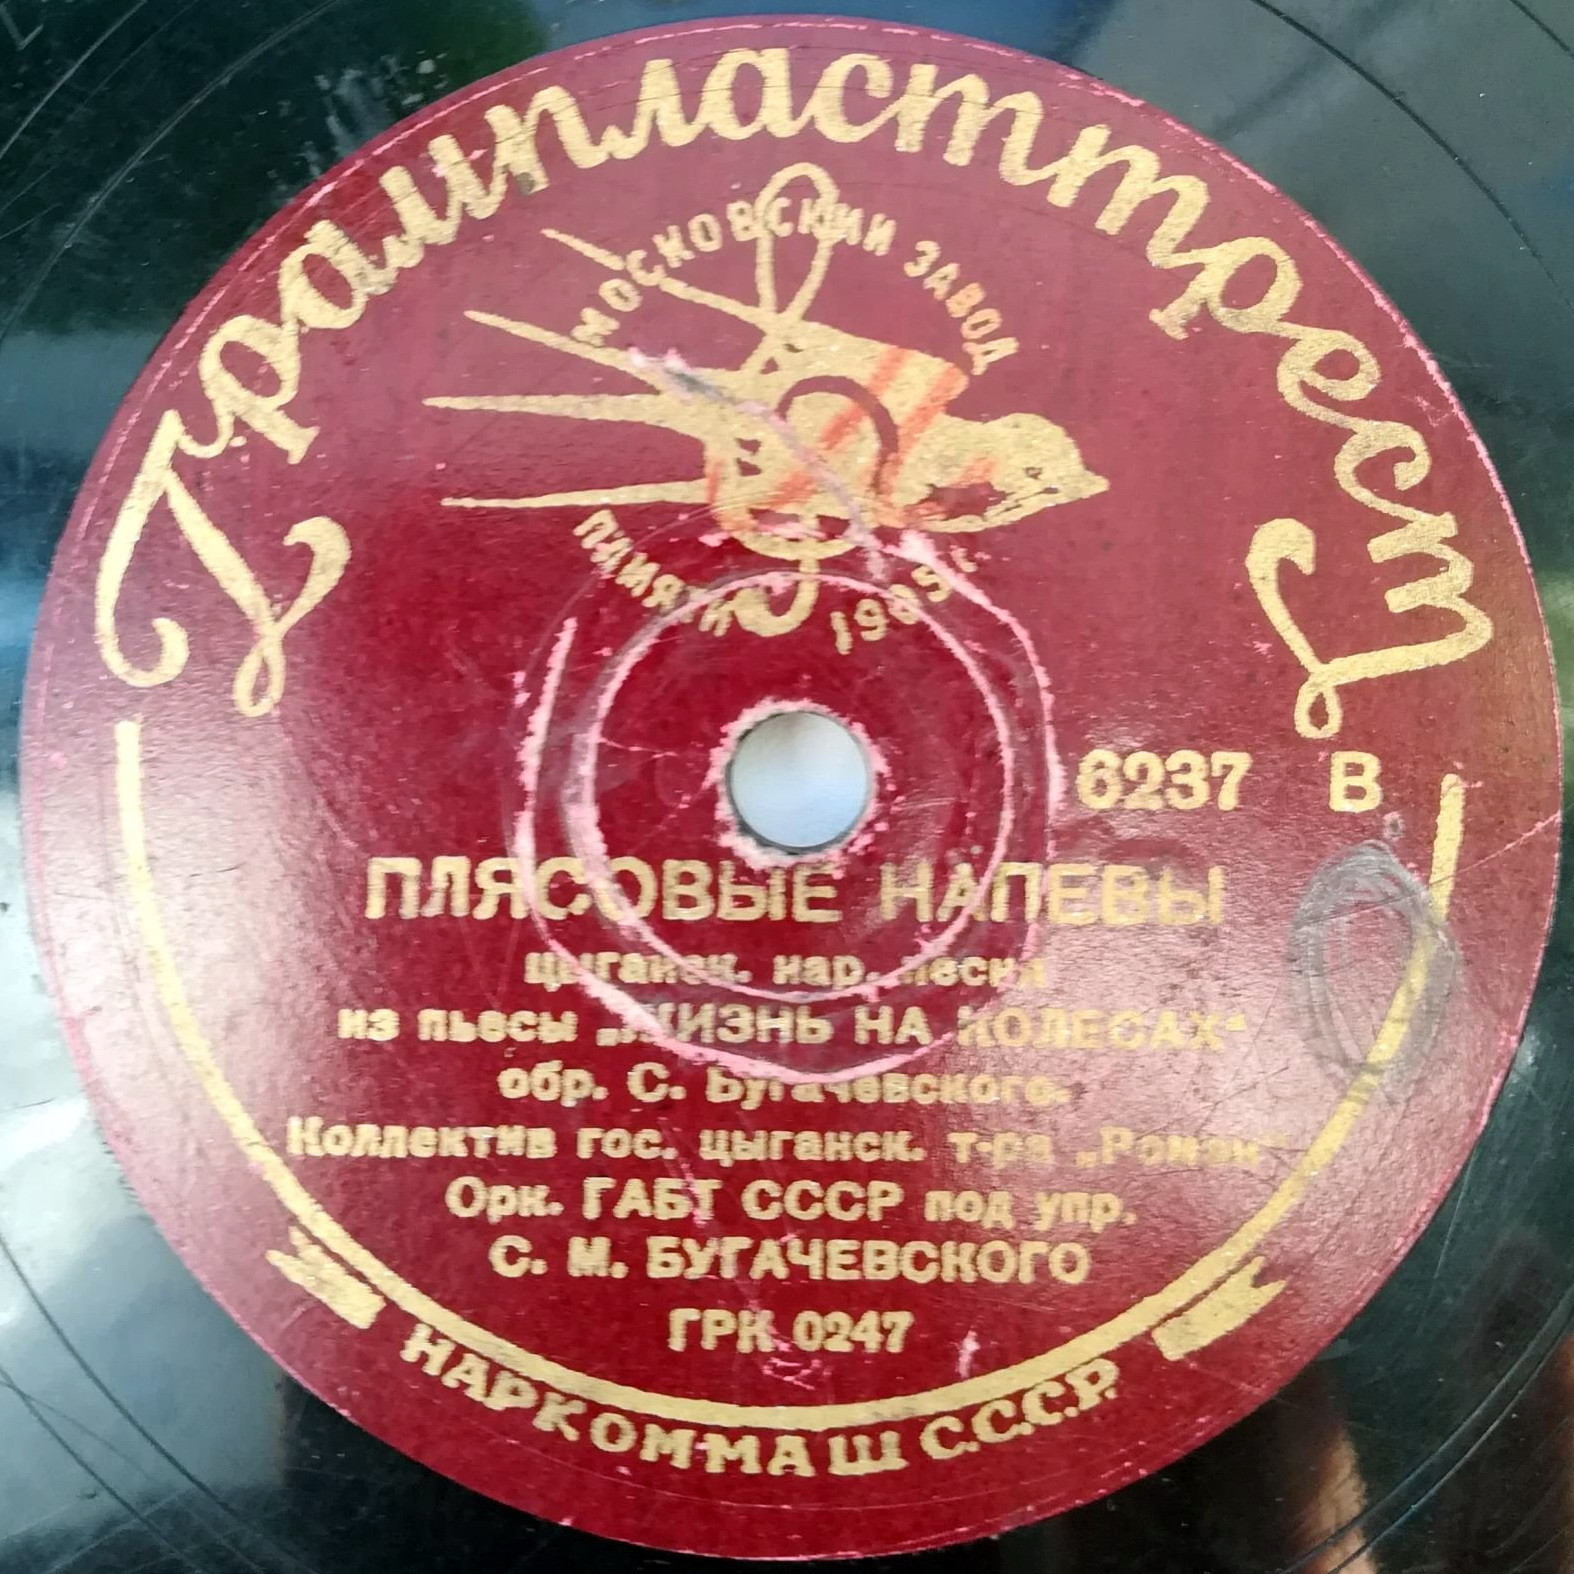 Грампласттрест
МОСКОВСКИЙ ЗАВОД
ПАМЯТИ 1905 г.
6237 В
ПЛЯСОВЫЕ НАПЕВЫ
цыганск. нар. песня
из пьесы „ЖИЗНЬ НА КОЛЕСАХ“
обр. С. Бугачевского.
Коллектив гос. цыганск. т-ра „Ромэн“
Орк. ГАБТ СССР под упр.
С. М. БУГАЧЕВСКОГО
ГРК 0247
НАРКОММАШ С.С.С.Р.